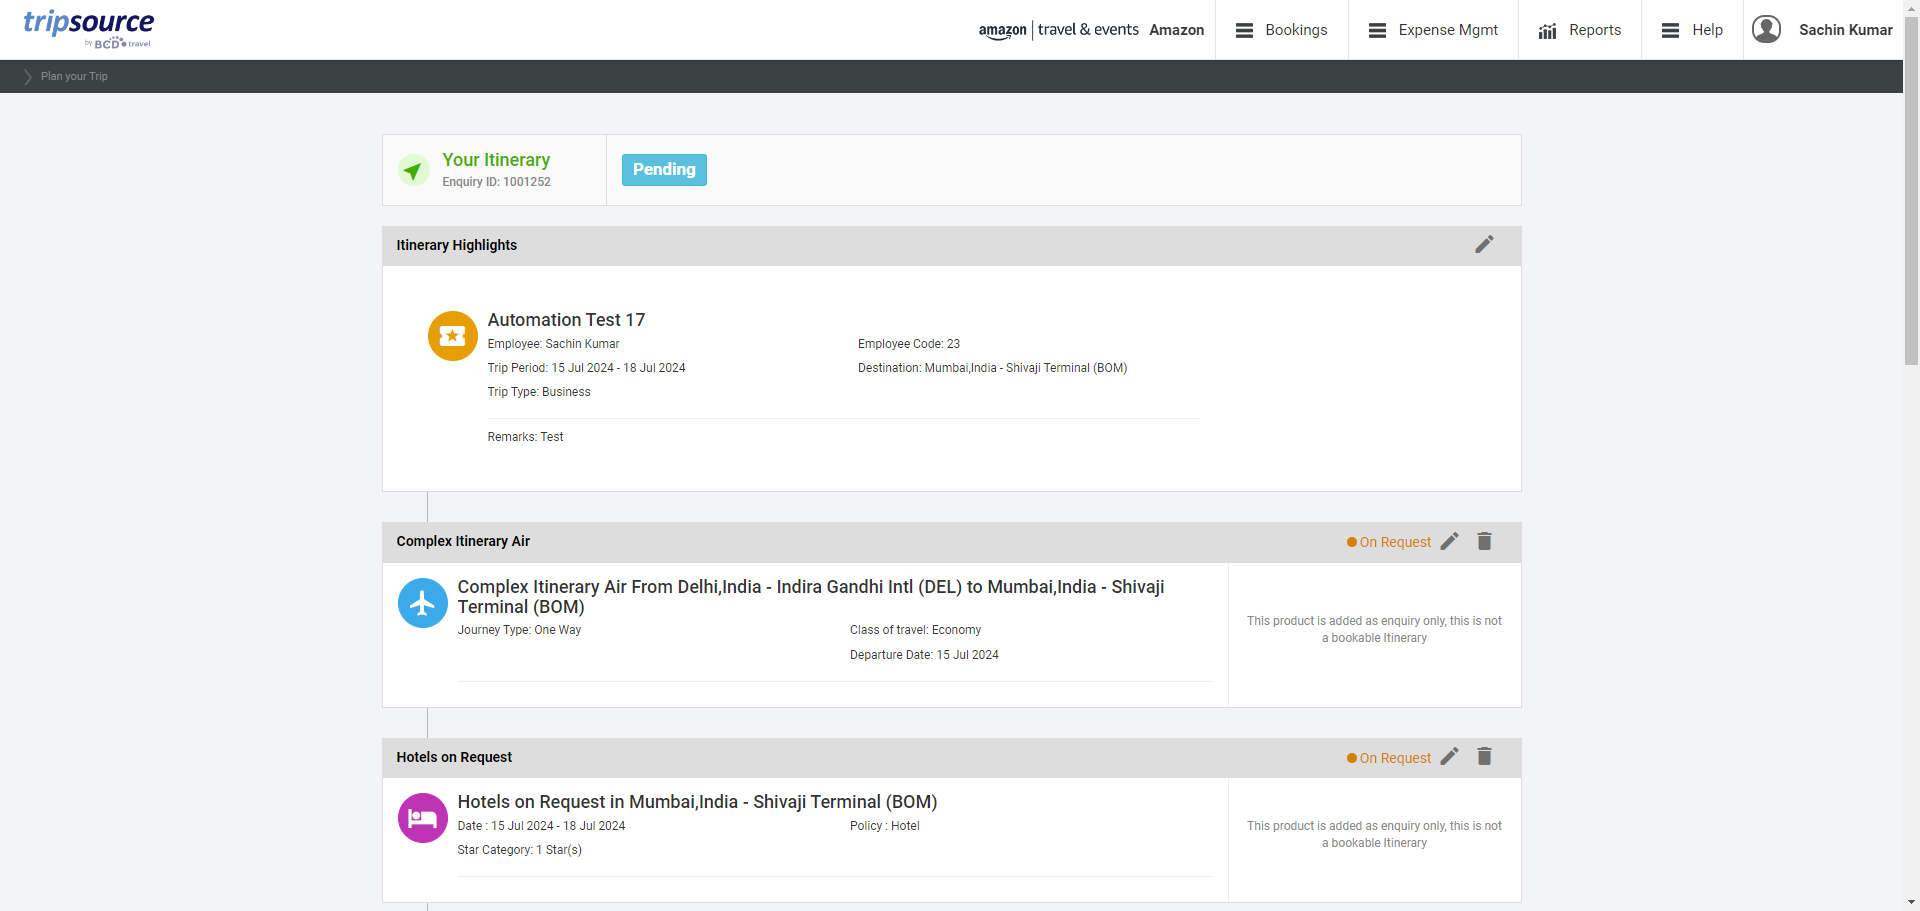 tripsource
by BCD travel
amazon | travel & events Amazon
Bookings
Expense Mgmt
Reports
Help
Sachin Kumar
Plan your Trip
Your Itinerary
Enquiry ID: 1001252
Pending
Itinerary Highlights
Automation Test 17
Employee: Sachin Kumar
Employee Code: 23
Trip Period: 15 Jul 2024 - 18 Jul 2024
Destination: Mumbai,India - Shivaji Terminal (BOM)
Trip Type: Business
Remarks: Test
Complex Itinerary Air
On Request
Complex Itinerary Air From Delhi,India - Indira Gandhi Intl (DEL) to Mumbai,India - Shivaji
Terminal (BOM)
Journey Type: One Way
Class of travel: Economy
Departure Date: 15 Jul 2024
This product is added as enquiry only, this is not
a bookable Itinerary
Hotels on Request
On Request
Hotels on Request in Mumbai,India - Shivaji Terminal (BOM)
Date : 15 Jul 2024 - 18 Jul 2024
Policy : Hotel
Star Category: 1 Star(s)
This product is added as enquiry only, this is not
a bookable Itinerary